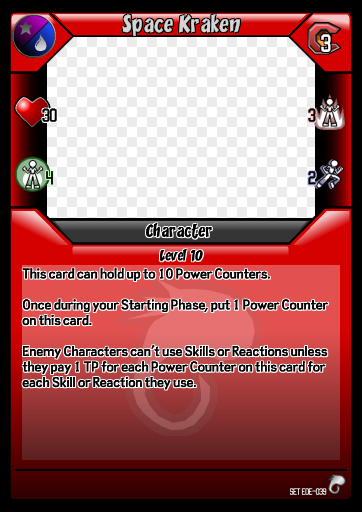 Space Kraken
3
30
3
4
2
Character
Level 10
This card can hold up to 10 Power Counters.
Once during your Starting Phase, put 1 Power Counter
on this card.
Enemy Characters can't use Skills or Reactions unless
they pay 1 TP for each Power Counter on this card for
each Skill or Reaction they use.
SET EOE-039